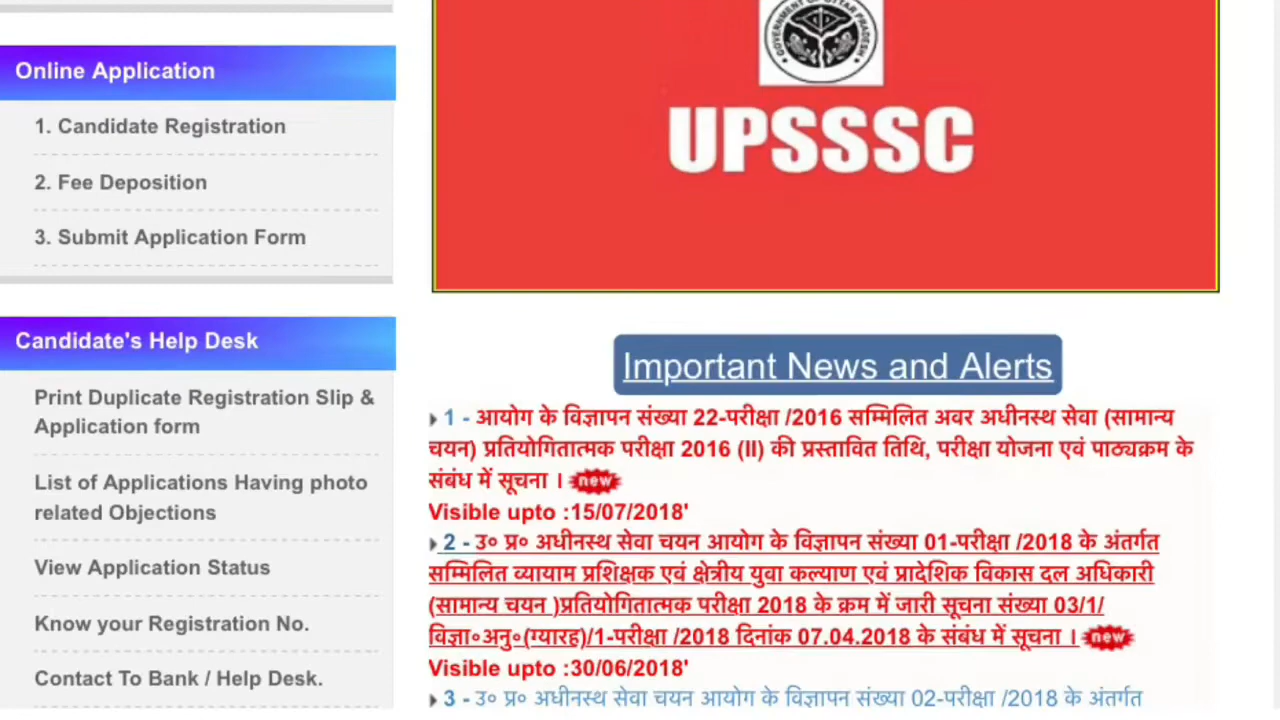 Online Application
1. Candidate Registration
2. Fee Deposition
3. Submit Application Form
Candidate's Help Desk
Print Duplicate Registration Slip &
Application form
List of Applications Having photo
related Objections
View Application Status
Know your Registration No.
Contact To Bank / Help Desk.
GOVERNMENT OF UTTAR PRADESH
UPSSSC
Important News and Alerts
1 - आयोग के विज्ञापन संख्या 22-परीक्षा /2016 सम्मिलित अवर अधीनस्थ सेवा (सामान्य
चयन) प्रतियोगितात्मक परीक्षा 2016 (II) की प्रस्तावित तिथि, परीक्षा योजना एवं पाठ्यक्रम के
संबंध में सूचना । new
Visible upto :15/07/2018'
2 - उ० प्र० अधीनस्थ सेवा चयन आयोग के विज्ञापन संख्या 01-परीक्षा /2018 के अंतर्गत
सम्मिलित व्यायाम प्रशिक्षक एवं क्षेत्रीय युवा कल्याण एवं प्रादेशिक विकास दल अधिकारी
(सामान्य चयन )प्रतियोगितात्मक परीक्षा 2018 के क्रम में जारी सूचना संख्या 03/1/
विज्ञा०अनु०(ग्यारह)/1-परीक्षा /2018 दिनांक 07.04.2018 के संबंध में सूचना । new
Visible upto :30/06/2018'
3 - उ० प्र० अधीनस्थ सेवा चयन आयोग के विज्ञापन संख्या 02-परीक्षा /2018 के अंतर्गत